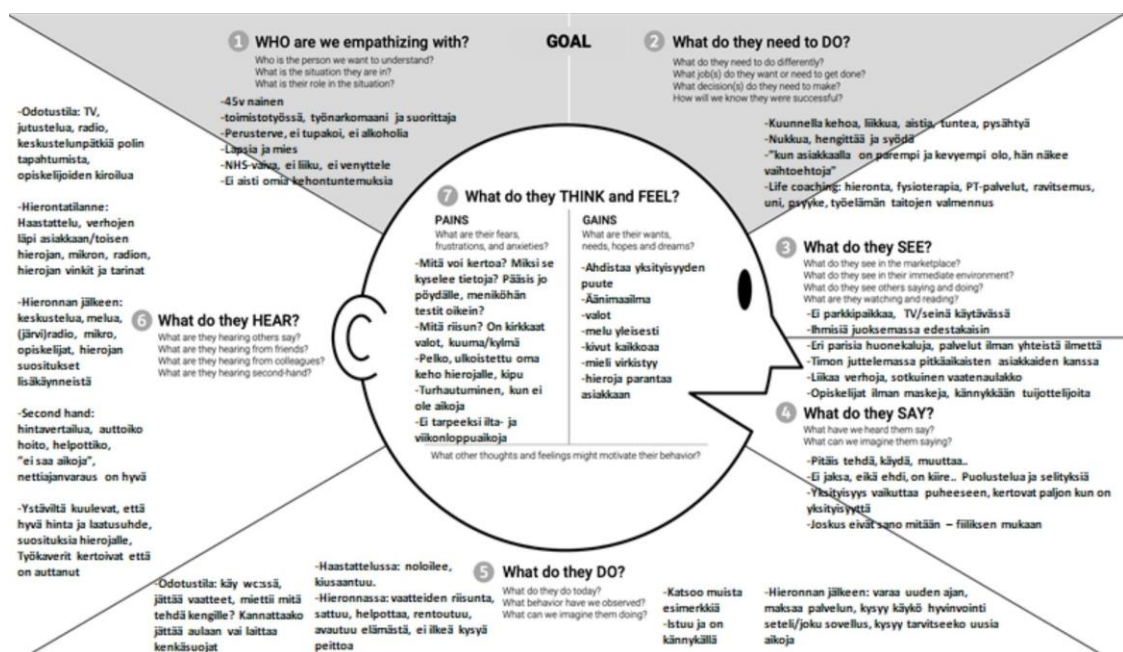 1 WHO are we empathizing with?
Who is the person we want to understand?
What is the situation they are in?
What is their role in the situation?
-45v nainen
-toimistotyössä, työnarkomaani ja suorittaja
-Perusterve, ei tupakoi, ei alkoholia
-Lapsia ja mies
-NHS-vaiva, ei liiku, ei venyttele
-Ei aisti omia kehontuntemuksia
GOAL
2 What do they need to DO?
What do they need to do differently?
What job(s) do they want or need to get done?
What decision(s) do they need to make?
How will we know they were successful?
-Kuunnella kehoa, liikkua, aistia, tuntea, pysähtyä
-Nukkua, hengittää ja syödä
-"kun asiakkaalla on parempi ja kevyempi olo, hän näkee
vaihtoehtoja"
-Life coaching: hieronta, fysioterapia, PT-palvelut, ravitsemus,
uni, psyyke, työelämän taitojen valmennus
3 What do they SEE?
What do they see in the marketplace?
What do they see in their immediate environment?
What do they see others saying and doing?
What are they watching and reading?
-Ei parkkipaikkaa, TV/seinä käytävässä
-Ihmisiä juoksemassa edestakaisin
-Eri parisia huonekaluja, palvelut ilman yhteistä ilmettä
-Timon juttelemassa pitkäaikaisten asiakkaiden kanssa
-Liikaa verhoja, sotkuinen vaatenaulakko
-Opiskelijat ilman maskeja, kännykkään tuijottelijoita
4 What do they SAY?
What have we heard them say?
What can we imagine them saying?
-Pitäis tehdä, käydä, muuttaa..
-Ei jaksa, eikä ehdi, on kiire.. Puolustelua ja selityksiä
-Yksityisyys vaikuttaa puheeseen, kertovat paljon kun on
yksityisyyttä
-Joskus eivät sano mitään – fiiliksen mukaan
5 What do they DO?
What do they do today?
What behavior have we observed?
What can we imagine them doing?
-Odotustila: käy wc:ssä,
jättää vaatteet, miettii mitä
tehdä kengille? Kannattaako
jättää aulaan vai laittaa
kenkäsuojat
-Haastattelussa: noloilee,
kiusaantuu.
-Hieronnassa: vaatteiden riisunta,
sattuu, helpottaa, rentoutuu,
avautuu elämästä, ei ilkeä kysyä
peittoa
-Katsoo muista
esimerkkiä
-Istuu ja on
kännykällä
-Hieronnan jälkeen: varaa uuden ajan,
maksaa palvelun, kysyy käykö hyvinvointi
seteli/joku sovellus, kysyy tarvitseeko uusia
aikoja
6 What do they HEAR?
What are they hearing others say?
What are they hearing from friends?
What are they hearing from colleagues?
What are they hearing second-hand?
-Odotustila: TV,
jutustelua, radio,
keskustelunpätkiä polin
tapahtumista,
opiskelijoiden kiroilua
-Hierontatilanne:
Haastattelu, verhojen
läpi asiakkaan/toisen
hierojan, mikron, radion,
hierojan vinkit ja tarinat
-Hieronnan jälkeen:
keskustelua, melua,
(järvi)radio, mikro,
opiskelijat, hierojan
suositukset
lisäkäynneistä
-Second hand:
hintavertailua, auttoiko
hoito, helpottiko,
"ei saa aikoja",
nettiajanvaraus on hyvä
-Ystäviltä kuulevat, että
hyvä hinta ja laatusuhde,
suosituksia hierojalle,
Työkaverit kertoivat että
on auttanut
7 What do they THINK and FEEL?
PAINS
What are their fears,
frustrations, and anxieties?
-Mitä voi kertoa? Miksi se
kyselee tietoja? Pääsis jo
pöydälle, meniköhän
testit oikein?
-Mitä riisun? On kirkkaat
valot, kuuma/kylmä
-Pelko, ulkoistettu oma
keho hierojalle, kipu
-Turhautuminen, kun ei
ole aikoja
-Ei tarpeeksi ilta- ja
viikonloppuaikoja
GAINS
What are their wants,
needs, hopes and dreams?
-Ahdistaa yksityisyyden
puute
-Äänimaailma
-valot
-melu yleisesti
-kivut kaikkoaa
-mieli virkistyy
-hieroja parantaa
asiakkaan
What other thoughts and feelings might motivate their behavior?